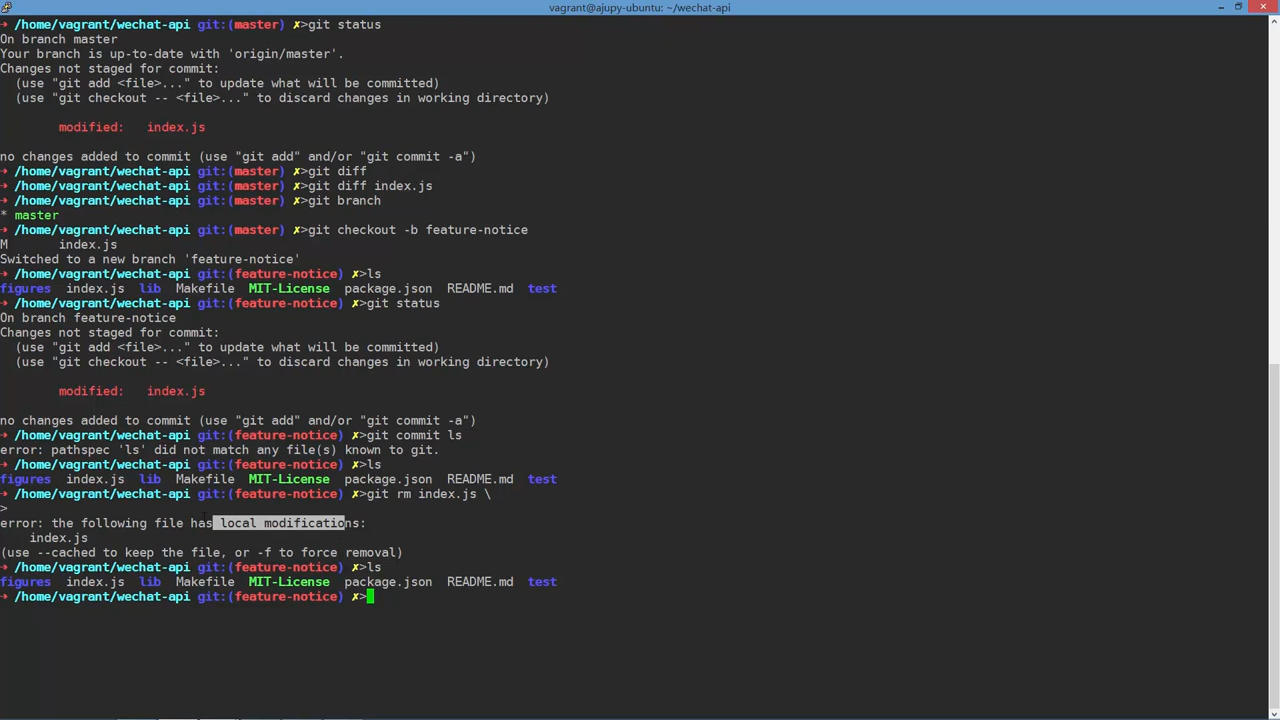 vagrant@ajupy-ubuntu: ~/wechat-api
➜ /home/vagrant/wechat-api git:(master) ✗>git status
On branch master
Your branch is up-to-date with 'origin/master'.
Changes not staged for commit:
  (use "git add <file>..." to update what will be committed)
  (use "git checkout -- <file>..." to discard changes in working directory)
        modified:   index.js
no changes added to commit (use "git add" and/or "git commit -a")
➜ /home/vagrant/wechat-api git:(master) ✗>git diff
➜ /home/vagrant/wechat-api git:(master) ✗>git diff index.js
➜ /home/vagrant/wechat-api git:(master) ✗>git branch
* master
➜ /home/vagrant/wechat-api git:(master) ✗>git checkout -b feature-notice
M       index.js
Switched to a new branch 'feature-notice'
➜ /home/vagrant/wechat-api git:(feature-notice) ✗>ls
figures  index.js  lib  Makefile  MIT-License  package.json  README.md  test
➜ /home/vagrant/wechat-api git:(feature-notice) ✗>git status
On branch feature-notice
Changes not staged for commit:
  (use "git add <file>..." to update what will be committed)
  (use "git checkout -- <file>..." to discard changes in working directory)
        modified:   index.js
no changes added to commit (use "git add" and/or "git commit -a")
➜ /home/vagrant/wechat-api git:(feature-notice) ✗>git commit ls
error: pathspec 'ls' did not match any file(s) known to git.
➜ /home/vagrant/wechat-api git:(feature-notice) ✗>ls
figures  index.js  lib  Makefile  MIT-License  package.json  README.md  test
➜ /home/vagrant/wechat-api git:(feature-notice) ✗>git rm index.js \
>
error: the following file has local modifications:
    index.js
(use --cached to keep the file, or -f to force removal)
➜ /home/vagrant/wechat-api git:(feature-notice) ✗>ls
figures  index.js  lib  Makefile  MIT-License  package.json  README.md  test
➜ /home/vagrant/wechat-api git:(feature-notice) ✗>